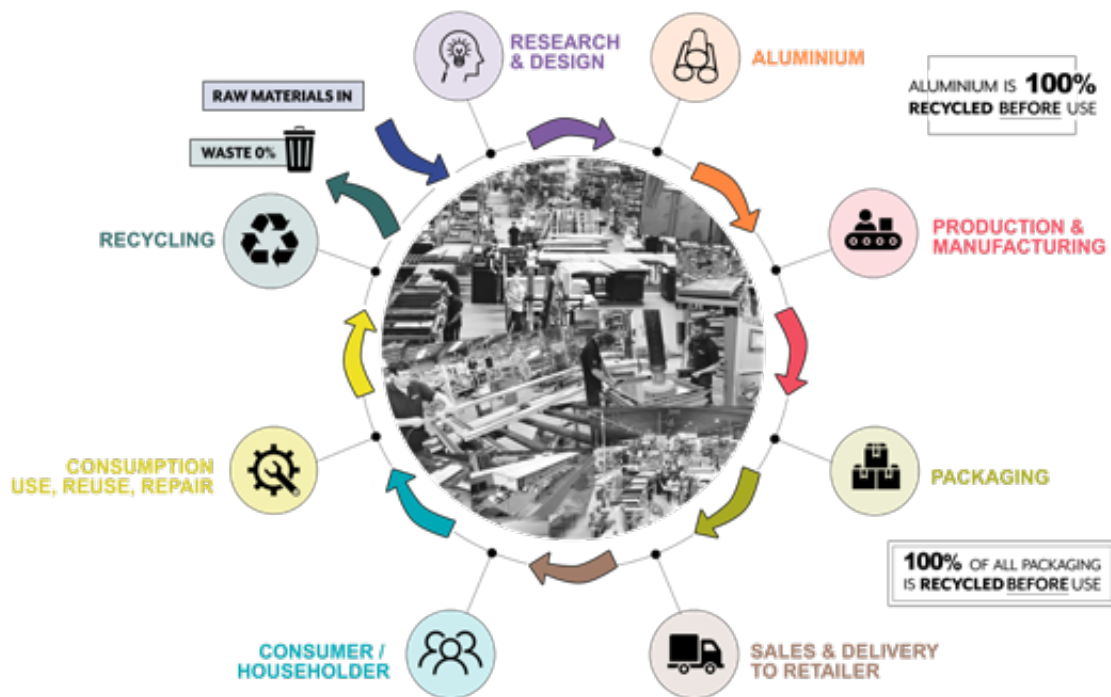 RESEARCH
& DESIGN
ALUMINIUM
ALUMINIUM IS 100%
RECYCLED BEFORE USE
RAW MATERIALS IN
WASTE 0%
RECYCLING
PRODUCTION &
MANUFACTURING
CONSUMPTION
USE, REUSE, REPAIR
PACKAGING
100% OF ALL PACKAGING
IS RECYCLED BEFORE USE
CONSUMER /
HOUSEHOLDER
SALES & DELIVERY
TO RETAILER